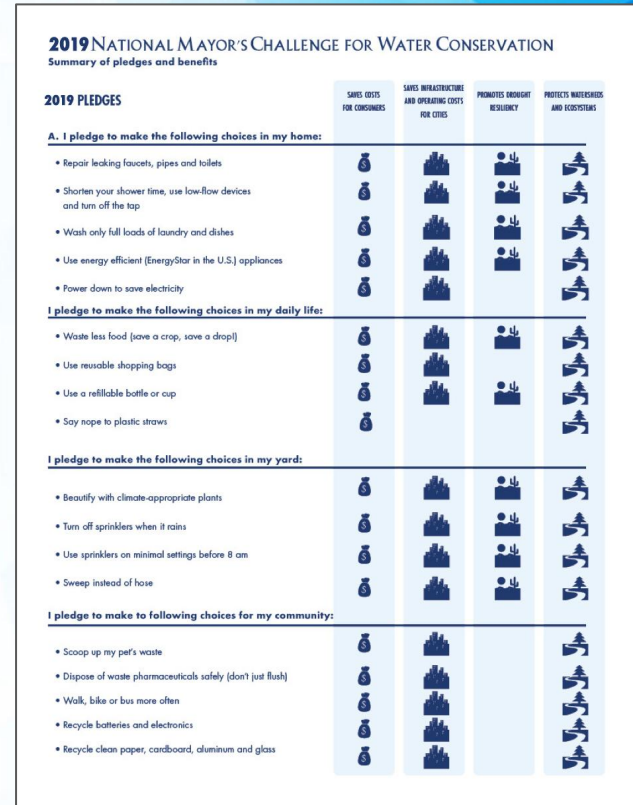 2019 NATIONAL MAYOR'S CHALLENGE FOR WATER CONSERVATION
Summary of pledges and benefits
2019 PLEDGES
SAVES COSTS
FOR CONSUMERS
SAVES INFRASTRUCTURE
AND OPERATING COSTS
FOR CITIES
PROMOTES DROUGHT
RESILIENCY
PROTECTS WATERSHEDS
AND ECOSYSTEMS
A. I pledge to make the following choices in my home:
• Repair leaking faucets, pipes and toilets
• Shorten your shower time, use low-flow devices
and turn off the tap
• Wash only full loads of laundry and dishes
• Use energy efficient (EnergyStar in the U.S.) appliances
• Power down to save electricity
I pledge to make the following choices in my daily life:
• Waste less food (save a crop, save a drop!)
• Use reusable shopping bags
• Use a refillable bottle or cup
• Say nope to plastic straws
I pledge to make the following choices in my yard:
• Beautify with climate-appropriate plants
• Turn off sprinklers when it rains
• Use sprinklers on minimal settings before 8 am
• Sweep instead of hose
I pledge to make to following choices for my community:
• Scoop up my pet's waste
• Dispose of waste pharmaceuticals safely (don't just flush)
• Walk, bike or bus more often
• Recycle batteries and electronics
• Recycle clean paper, cardboard, aluminum and glass